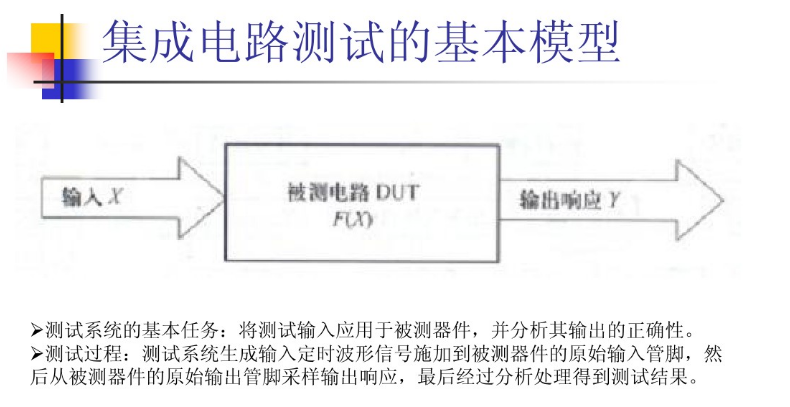 集成电路测试的基本模型
输入 X
被测电路 DUT
F(X)
输出响应 Y
➢测试系统的基本任务：将测试输入应用于被测器件，并分析其输出的正确性。
➢测试过程：测试系统生成输入定时波形信号施加到被测器件的原始输入管脚，然
后从被测器件的原始输出管脚采样输出响应，最后经过分析处理得到测试结果。